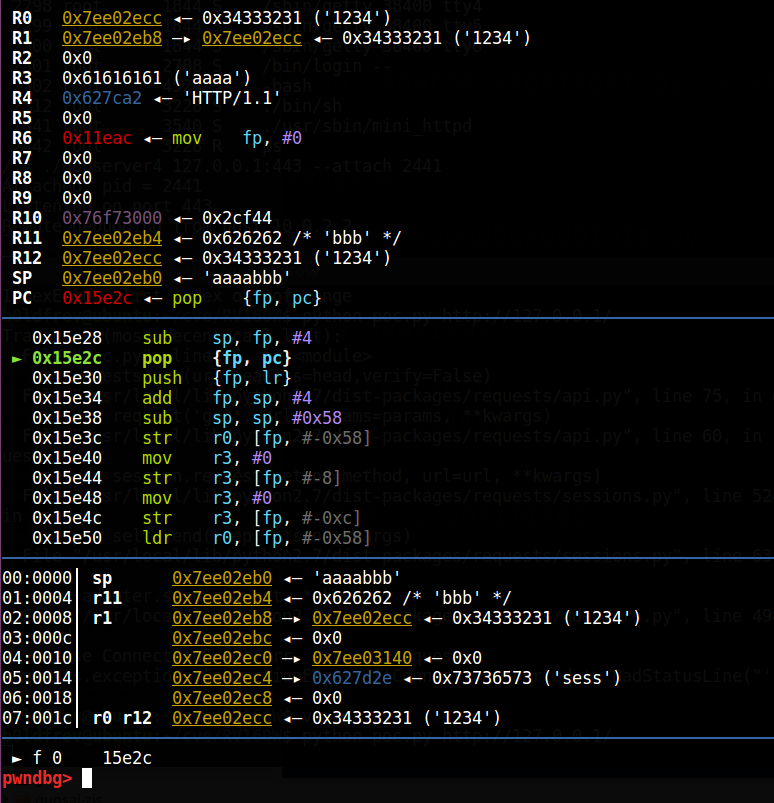 R0 0x7ee02ecc ◂— 0x34333231 ('1234')
R1 0x7ee02eb8 —▸ 0x7ee02ecc ◂— 0x34333231 ('1234')
R2 0x0
R3 0x61616161 ('aaaa')
R4 0x627ca2 ◂— 'HTTP/1.1'
R5 0x0
R6 0x11eac ◂— mov fp, #0
R7 0x0
R8 0x0
R9 0x0
R10 0x76f73000 ◂— 0x2cf44
R11 0x7ee02eb4 ◂— 0x626262 /* 'bbb' */
R12 0x7ee02ecc ◂— 0x34333231 ('1234')
SP 0x7ee02eb0 ◂— 'aaaabbb'
PC 0x15e2c ◂— pop {fp, pc}
0x15e28 sub sp, fp, #4
► 0x15e2c pop {fp, pc}
0x15e30 push {fp, lr}
0x15e34 add fp, sp, #4
0x15e38 sub sp, sp, #0x58
0x15e3c str r0, [fp, #-0x58]
0x15e40 mov r3, #0
0x15e44 str r3, [fp, #-8]
0x15e48 mov r3, #0
0x15e4c str r3, [fp, #-0xc]
0x15e50 ldr r0, [fp, #-0x58]
00:0000│ sp 0x7ee02eb0 ◂— 'aaaabbb'
01:0004│ r11 0x7ee02eb4 ◂— 0x626262 /* 'bbb' */
02:0008│ r1 0x7ee02eb8 —▸ 0x7ee02ecc ◂— 0x34333231 ('1234')
03:000c│ 0x7ee02ebc ◂— 0x0
04:0010│ 0x7ee02ec0 —▸ 0x7ee03140 ◂— 0x0
05:0014│ 0x7ee02ec4 —▸ 0x627d2e ◂— 0x73736573 ('sess')
06:0018│ 0x7ee02ec8 ◂— 0x0
07:001c│ r0 r12 0x7ee02ecc ◂— 0x34333231 ('1234')
► f 0 15e2c
pwndbg>